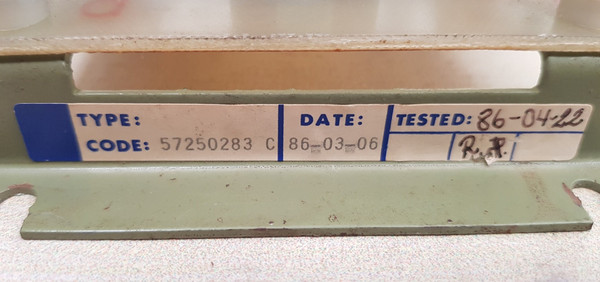 TYPE:
CODE: 57250283 C
DATE:
86-03-06
TESTED: 86-04-22